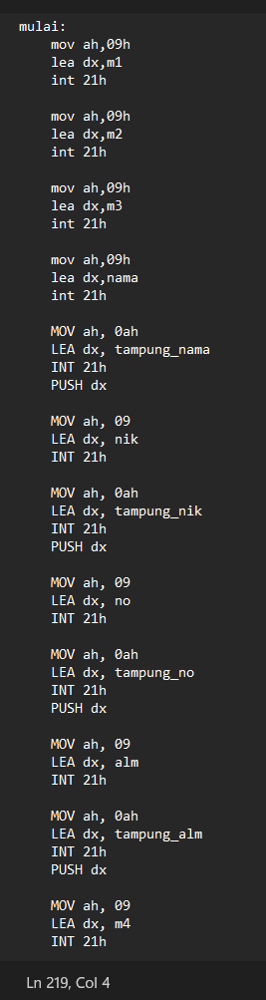 mulai:
mov ah,09h
lea dx,m1
int 21h
mov ah,09h
lea dx,m2
int 21h
mov ah,09h
lea dx,m3
int 21h
mov ah,09h
lea dx,nama
int 21h
MOV ah, 0ah
LEA dx, tampung_nama
INT 21h
PUSH dx
MOV ah, 09
LEA dx, nik
INT 21h
MOV ah, 0ah
LEA dx, tampung_nik
INT 21h
PUSH dx
MOV ah, 09
LEA dx, no
INT 21h
MOV ah, 0ah
LEA dx, tampung_no
INT 21h
PUSH dx
MOV ah, 09
LEA dx, alm
INT 21h
MOV ah, 0ah
LEA dx, tampung_alm
INT 21h
PUSH dx
MOV ah, 09
LEA dx, m4
INT 21h
Ln 219, Col 4